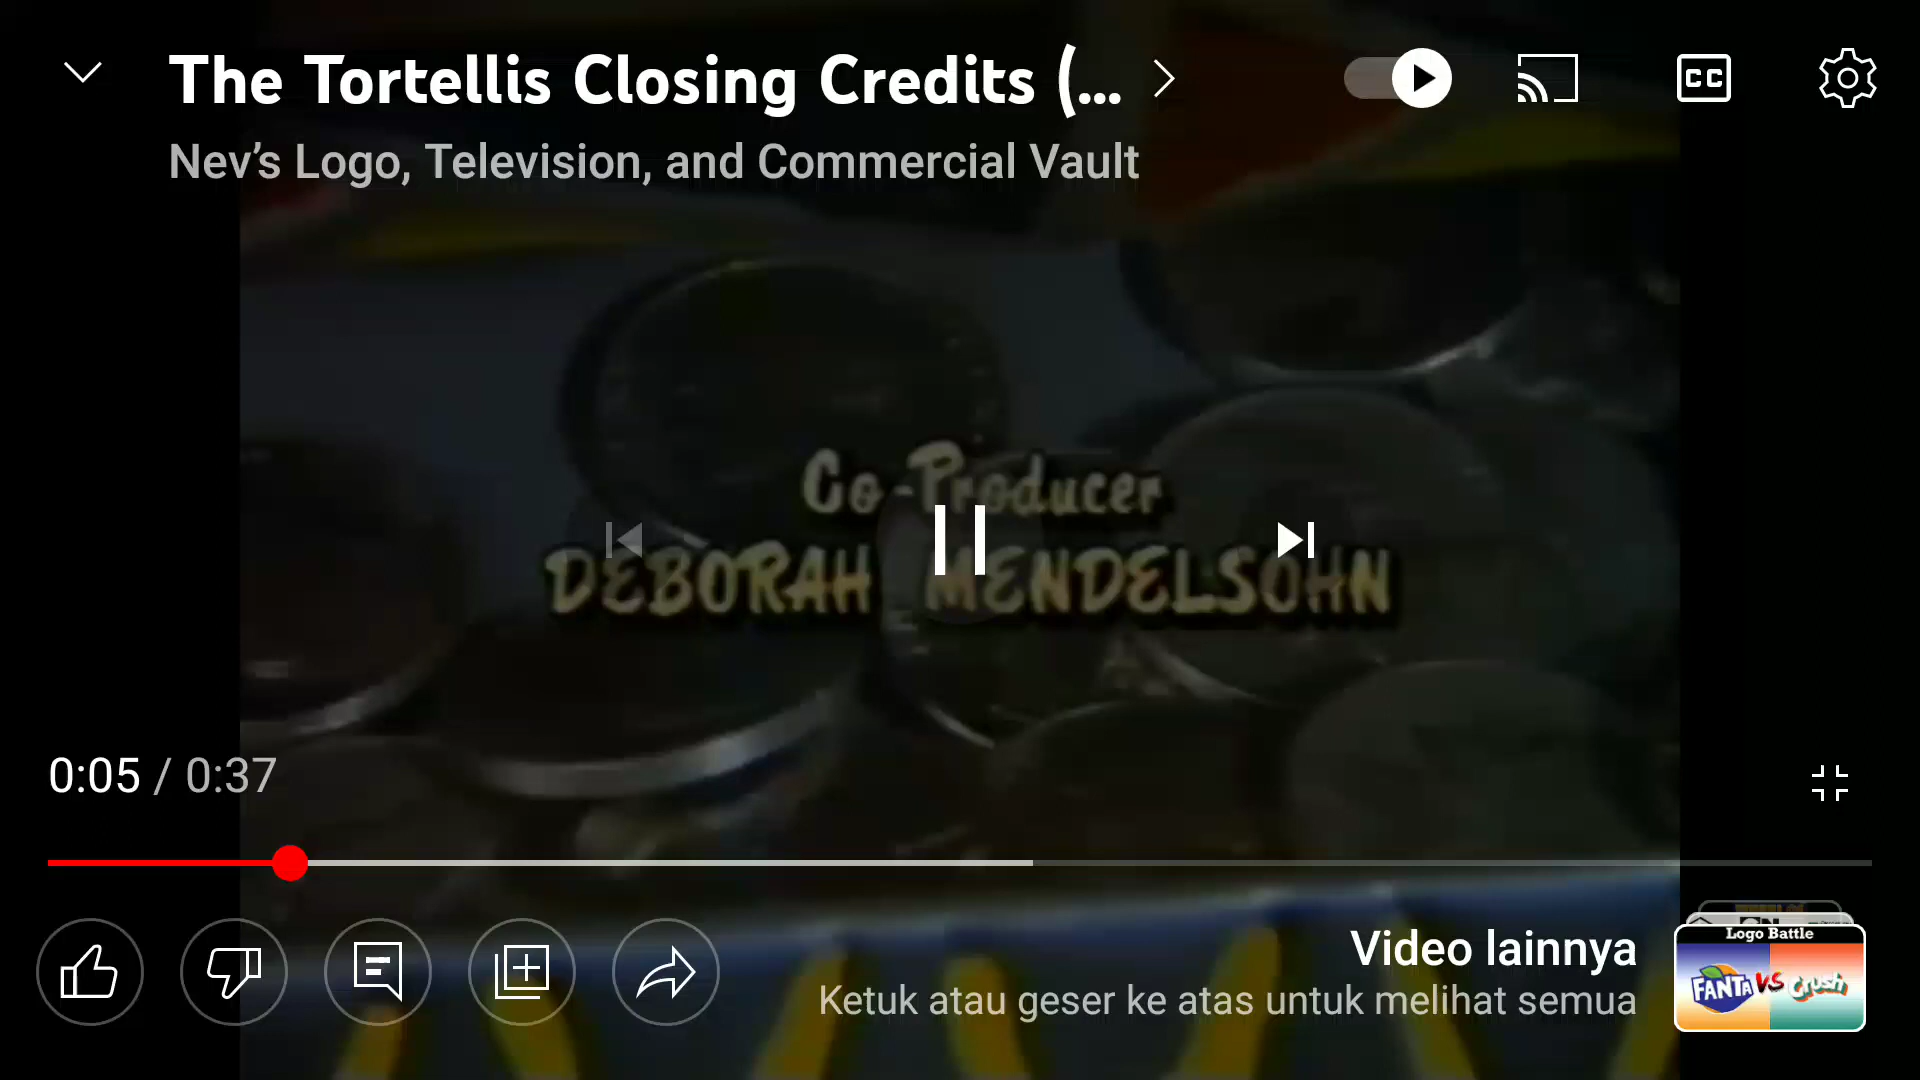 The Tortellis Closing Credits (...
CC
Nev's Logo, Television, and Commercial Vault
Co-Producer
DEBORAH MENDELSOHN
0:05 / 0:37
Video lainnya
Ketuk atau geser ke atas untuk melihat semua
Logo Battle
FANTA VS Crush